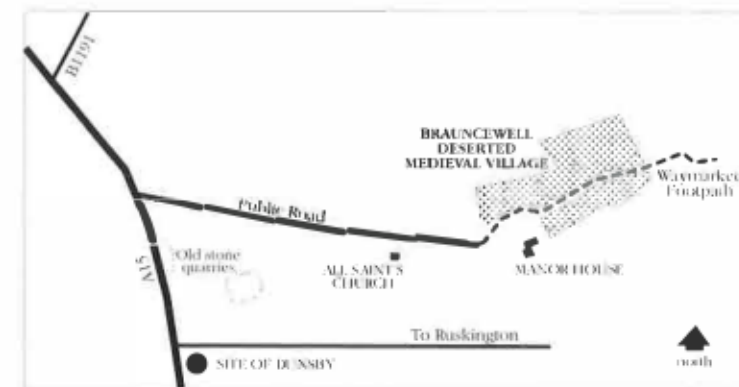 B1191
BRAUNCEWELL
DESERTED
MEDIEVAL VILLAGE
Waymarked
Footpath
Public Road
A15
Old stone
quarries
ALL SAINT'S
CHURCH
MANOR HOUSE
To Ruskington
SITE OF DUNSBY
north